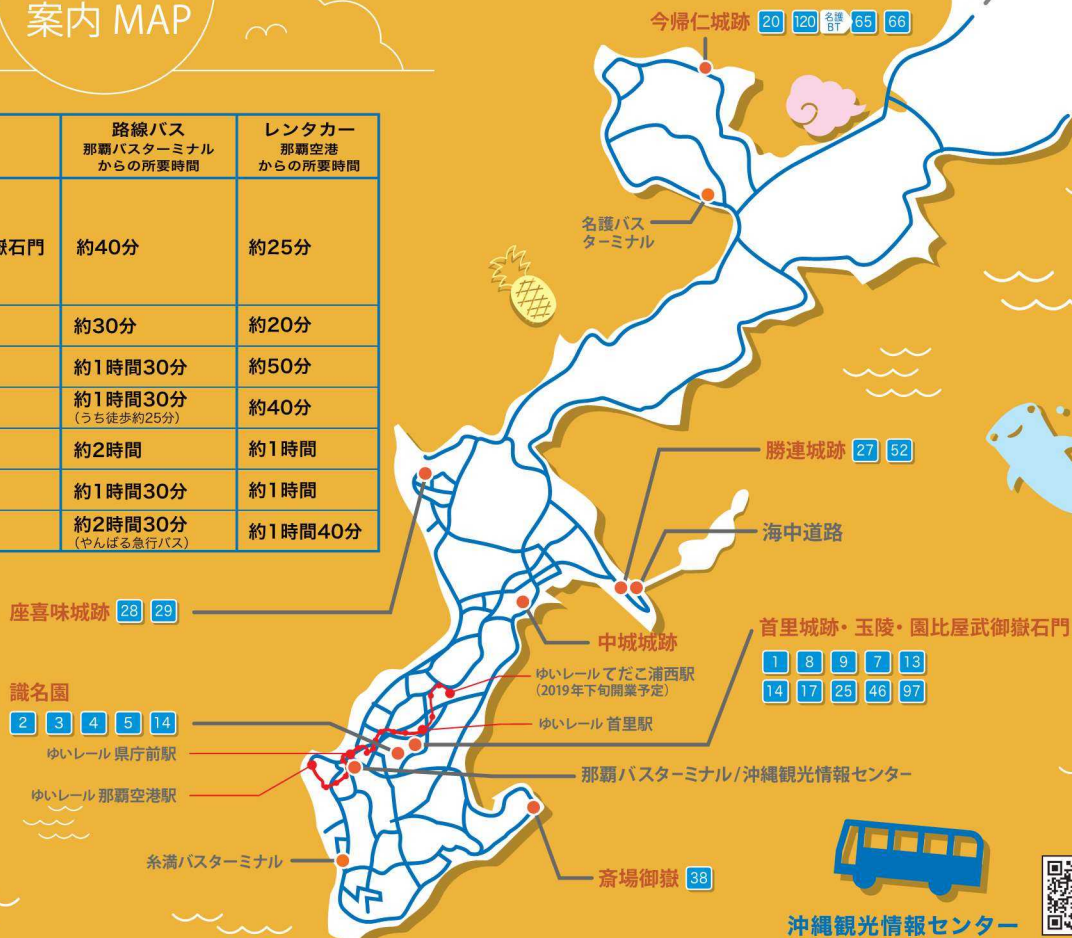 案内 MAP
路線バス
那覇バスターミナル
からの所要時間
レンタカー
那覇空港
からの所要時間
嶽石門
約40分
約25分
約30分
約20分
約1時間30分
約50分
約1時間30分
(うち徒歩約25分)
約40分
約2時間
約1時間
約1時間30分
約1時間
約2時間30分
(やんばる急行バス)
約1時間40分
今帰仁城跡 20 120 名護BT 65 66
名護バス
ターミナル
勝連城跡 27 52
海中道路
座喜味城跡 28 29
中城城跡
首里城跡・玉陵・園比屋武御嶽石門
1 8 9 7 13
14 17 25 46 97
ゆいレール てだこ浦西駅
(2019年下旬開業予定)
識名園
2 3 4 5 14
ゆいレール 首里駅
ゆいレール 県庁前駅
那覇バスターミナル/沖縄観光情報センター
ゆいレール 那覇空港駅
糸満バスターミナル
斎場御嶽 38
沖縄観光情報センター